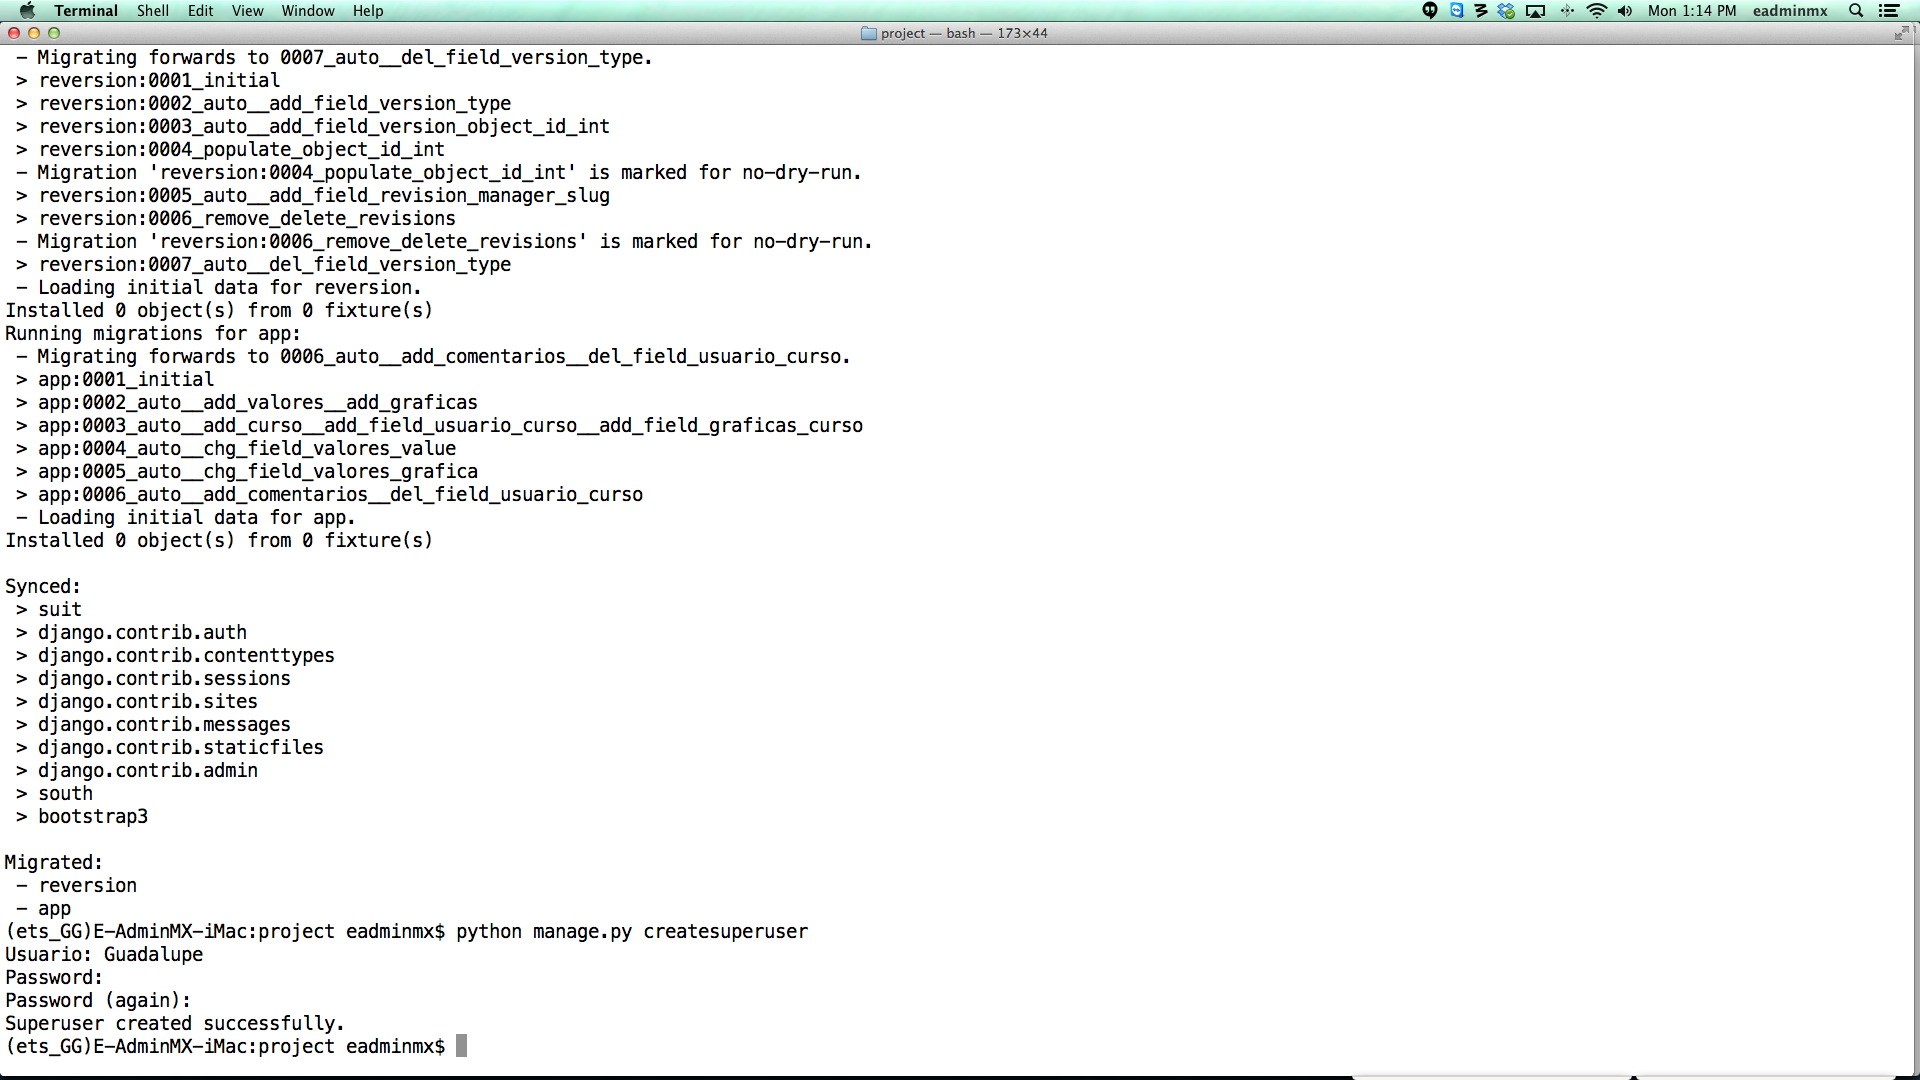 Terminal Shell Edit View Window Help Mon 1:14 PM eadminmx
project — bash — 173×44
– Migrating forwards to 0007_auto__del_field_version_type.
> reversion:0001_initial
> reversion:0002_auto__add_field_version_type
> reversion:0003_auto__add_field_version_object_id_int
> reversion:0004_populate_object_id_int
– Migration 'reversion:0004_populate_object_id_int' is marked for no-dry-run.
> reversion:0005_auto__add_field_revision_manager_slug
> reversion:0006_remove_delete_revisions
– Migration 'reversion:0006_remove_delete_revisions' is marked for no-dry-run.
> reversion:0007_auto__del_field_version_type
– Loading initial data for reversion.
Installed 0 object(s) from 0 fixture(s)
Running migrations for app:
– Migrating forwards to 0006_auto__add_comentarios__del_field_usuario_curso.
> app:0001_initial
> app:0002_auto__add_valores__add_graficas
> app:0003_auto__add_curso__add_field_usuario_curso__add_field_graficas_curso
> app:0004_auto__chg_field_valores_value
> app:0005_auto__chg_field_valores_grafica
> app:0006_auto__add_comentarios__del_field_usuario_curso
– Loading initial data for app.
Installed 0 object(s) from 0 fixture(s)
Synced:
> suit
> django.contrib.auth
> django.contrib.contenttypes
> django.contrib.sessions
> django.contrib.sites
> django.contrib.messages
> django.contrib.staticfiles
> django.contrib.admin
> south
> bootstrap3
Migrated:
– reversion
– app
(ets_GG)E-AdminMX-iMac:project eadminmx$ python manage.py createsuperuser
Usuario: Guadalupe
Password:
Password (again):
Superuser created successfully.
(ets_GG)E-AdminMX-iMac:project eadminmx$